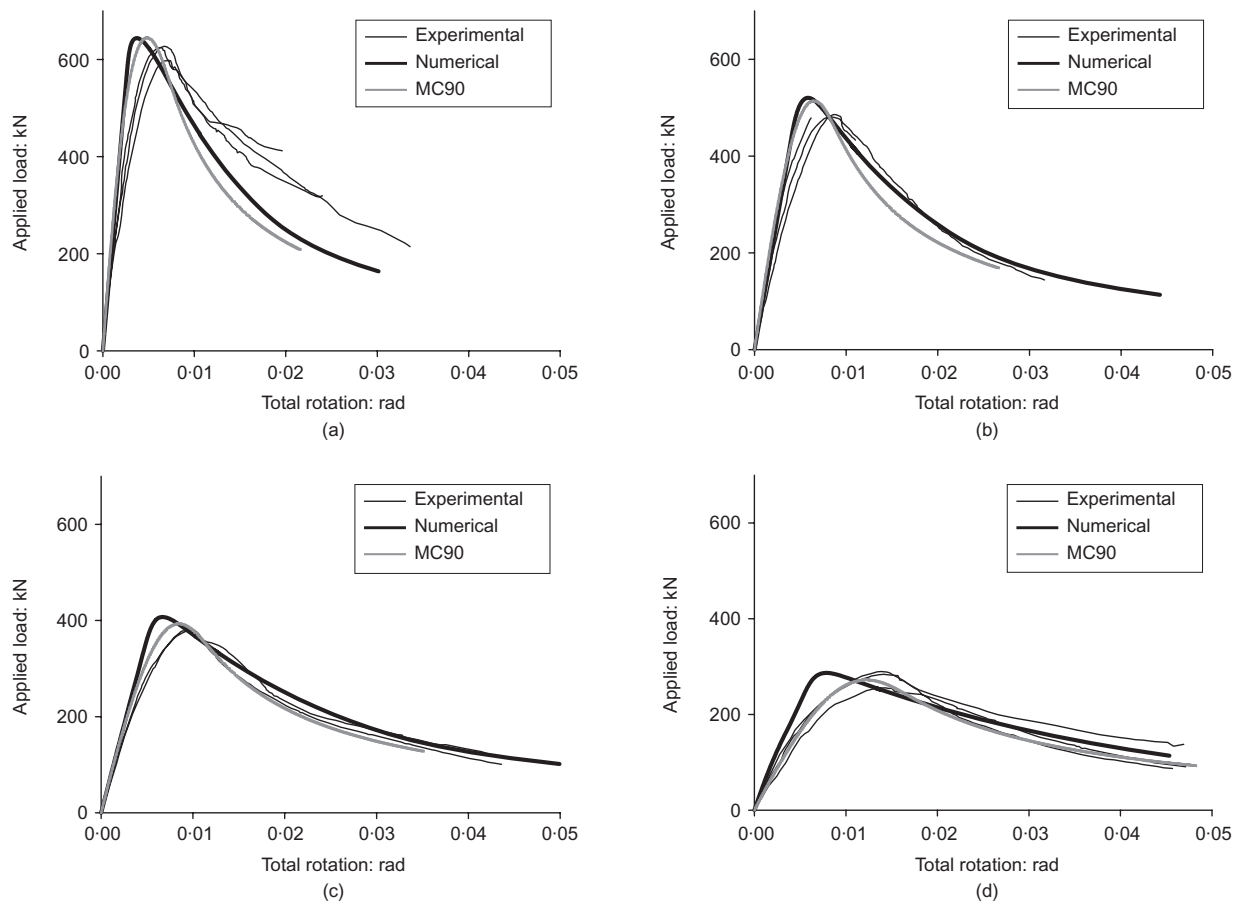 600
400
200
0
Applied load: kN
0·00
0·01
0·02
0·03
0·04
0·05
Total rotation: rad
(a)
Experimental
Numerical
MC90
600
400
200
0
Applied load: kN
0·00
0·01
0·02
0·03
0·04
0·05
Total rotation: rad
(b)
Experimental
Numerical
MC90
600
400
200
0
Applied load: kN
0·00
0·01
0·02
0·03
0·04
0·05
Total rotation: rad
(c)
Experimental
Numerical
MC90
600
400
200
0
Applied load: kN
0·00
0·01
0·02
0·03
0·04
0·05
Total rotation: rad
(d)
Experimental
Numerical
MC90